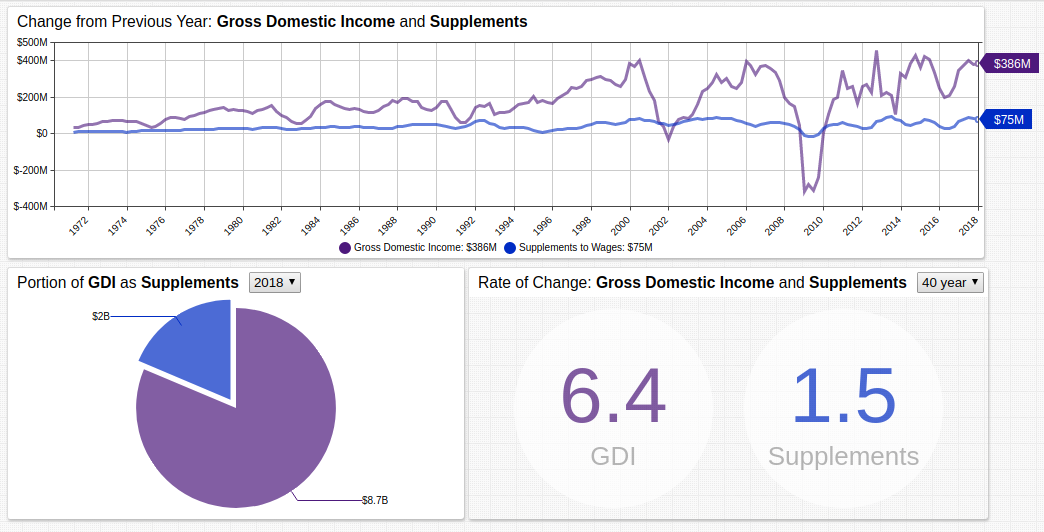 Change from Previous Year: Gross Domestic Income and Supplements
$500M
$400M
$200M
$0
$-200M
$-400M
$386M
$75M
1972 1974 1976 1978 1980 1982 1984 1986 1988 1990 1992 1994 1996 1998 2000 2002 2004 2006 2008 2010 2012 2014 2016 2018
Gross Domestic Income: $386M Supplements to Wages: $75M
Portion of GDI as Supplements 2018
$2B
$8.7B
Rate of Change: Gross Domestic Income and Supplements 40 year
6.4
GDI
1.5
Supplements